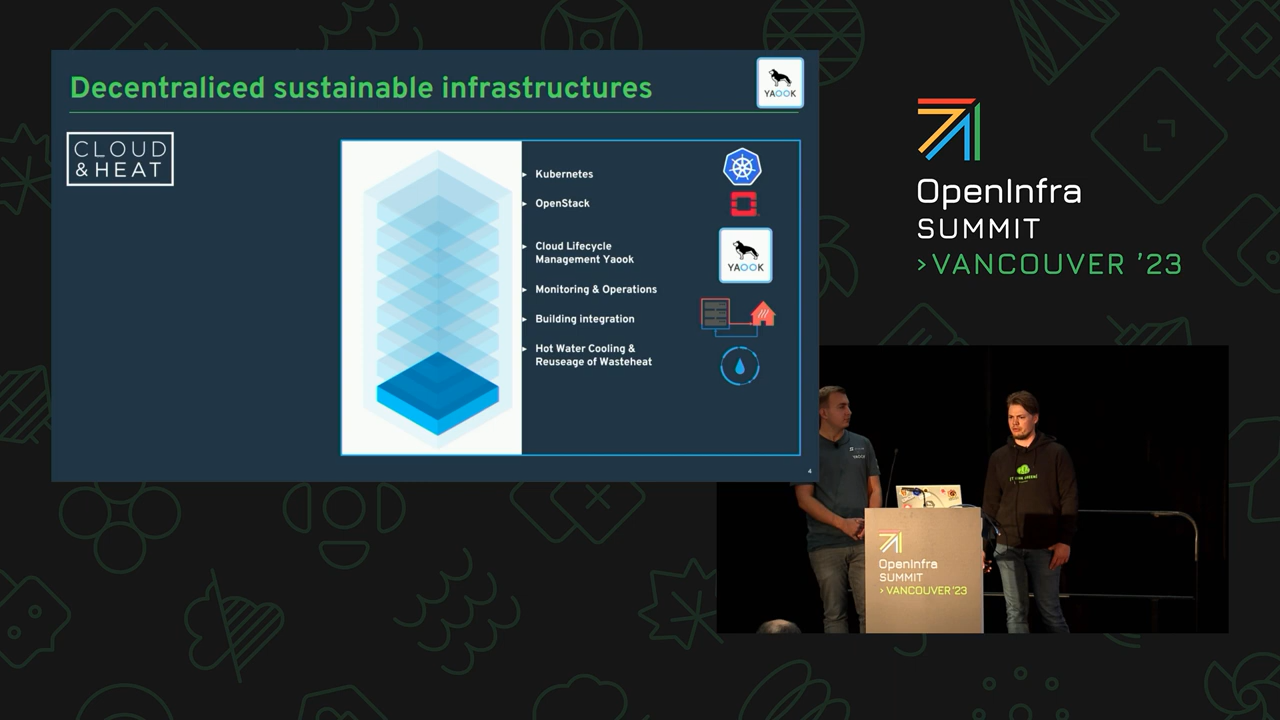 Decentraliced sustainable infrastructures
YAOOK
CLOUD
& HEAT
Kubernetes
OpenStack
Cloud Lifecycle
Management Yaook
YAOOK
Monitoring & Operations
Building integration
Hot Water Cooling &
Reuseage of Wasteheat
4
OpenInfra
SUMMIT
>VANCOUVER '23
YAOOK
OpenInfra
SUMMIT
>VANCOUVER '23